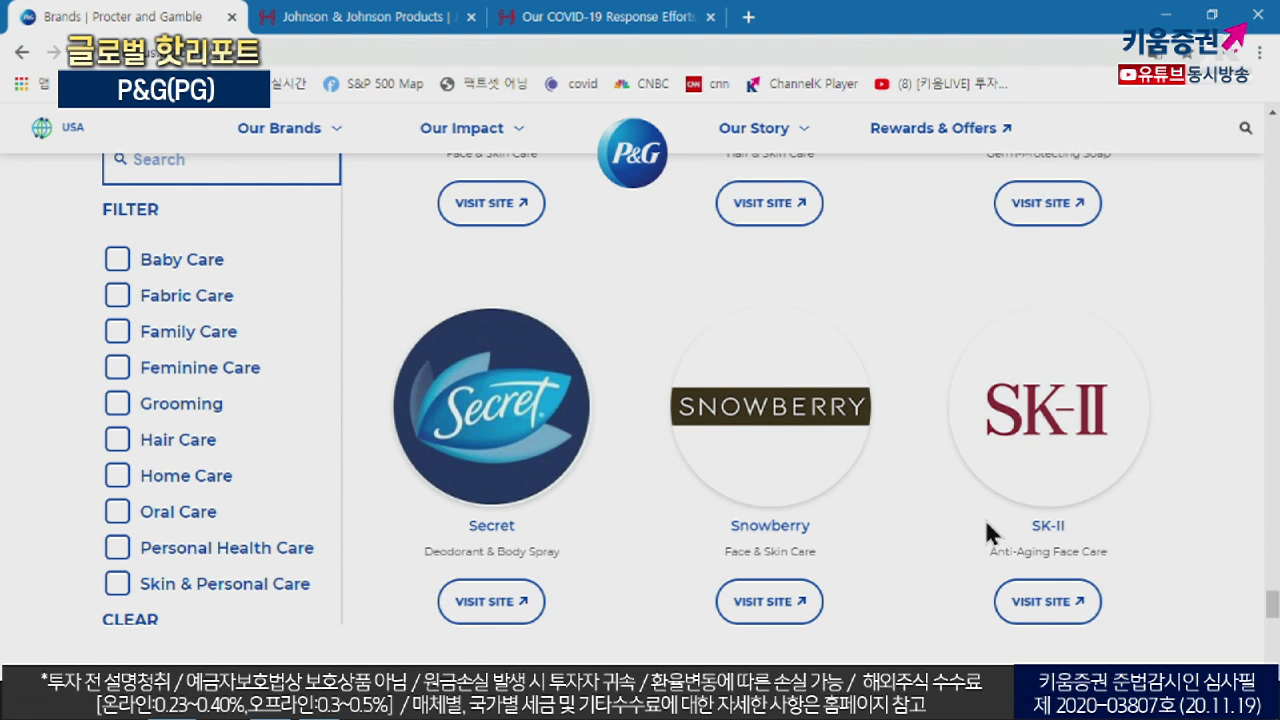 Brands | Procter and Gamble
Johnson & Johnson Products | J
Our COVID-19 Response Efforts
글로벌 핫리포트
P&G(PG)
키움증권
유튜브 동시방송
앱
실시간
S&P 500 Map
팩트셋 어닝
covid
CNBC
CNN
cnn
ChannelK Player
(8) [키움LIVE] 투자...
USA
Our Brands
Our Impact
P&G
Our Story
Rewards & Offers
Search
Face & Skin Care
Hair & Skin Care
Germ-Protecting Soap
VISIT SITE
VISIT SITE
VISIT SITE
FILTER
Baby Care
Fabric Care
Family Care
Feminine Care
Grooming
Hair Care
Home Care
Oral Care
Personal Health Care
Skin & Personal Care
CLEAR
Secret
SNOWBERRY
SK-II
Secret
Snowberry
SK-II
Deodorant & Body Spray
Face & Skin Care
Anti-Aging Face Care
VISIT SITE
VISIT SITE
VISIT SITE
*투자 전 설명청취 / 예금자보호법상 보호상품 아님 / 원금손실 발생 시 투자자 귀속 / 환율변동에 따른 손실 가능 / 해외주식 수수료
[온라인:0.23~0.40%,오프라인:0.3~0.5%] / 매체별, 국가별 세금 및 기타수수료에 대한 자세한 사항은 홈페이지 참고
키움증권 준법감시인 심사필
제 2020-03807호 (20.11.19)